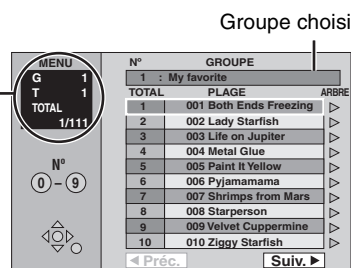 Groupe choisi
MENU
G 1
T 1
TOTAL
1/111
Nº
0 – 9
Nº GROUPE
1 : My favorite
TOTAL PLAGE ARBRE
1 001 Both Ends Freezing
2 002 Lady Starfish
3 003 Life on Jupiter
4 004 Metal Glue
5 005 Paint It Yellow
6 006 Pyjamamama
7 007 Shrimps from Mars
8 008 Starperson
9 009 Velvet Cuppermine
10 010 Ziggy Starfish
Préc. Suiv.